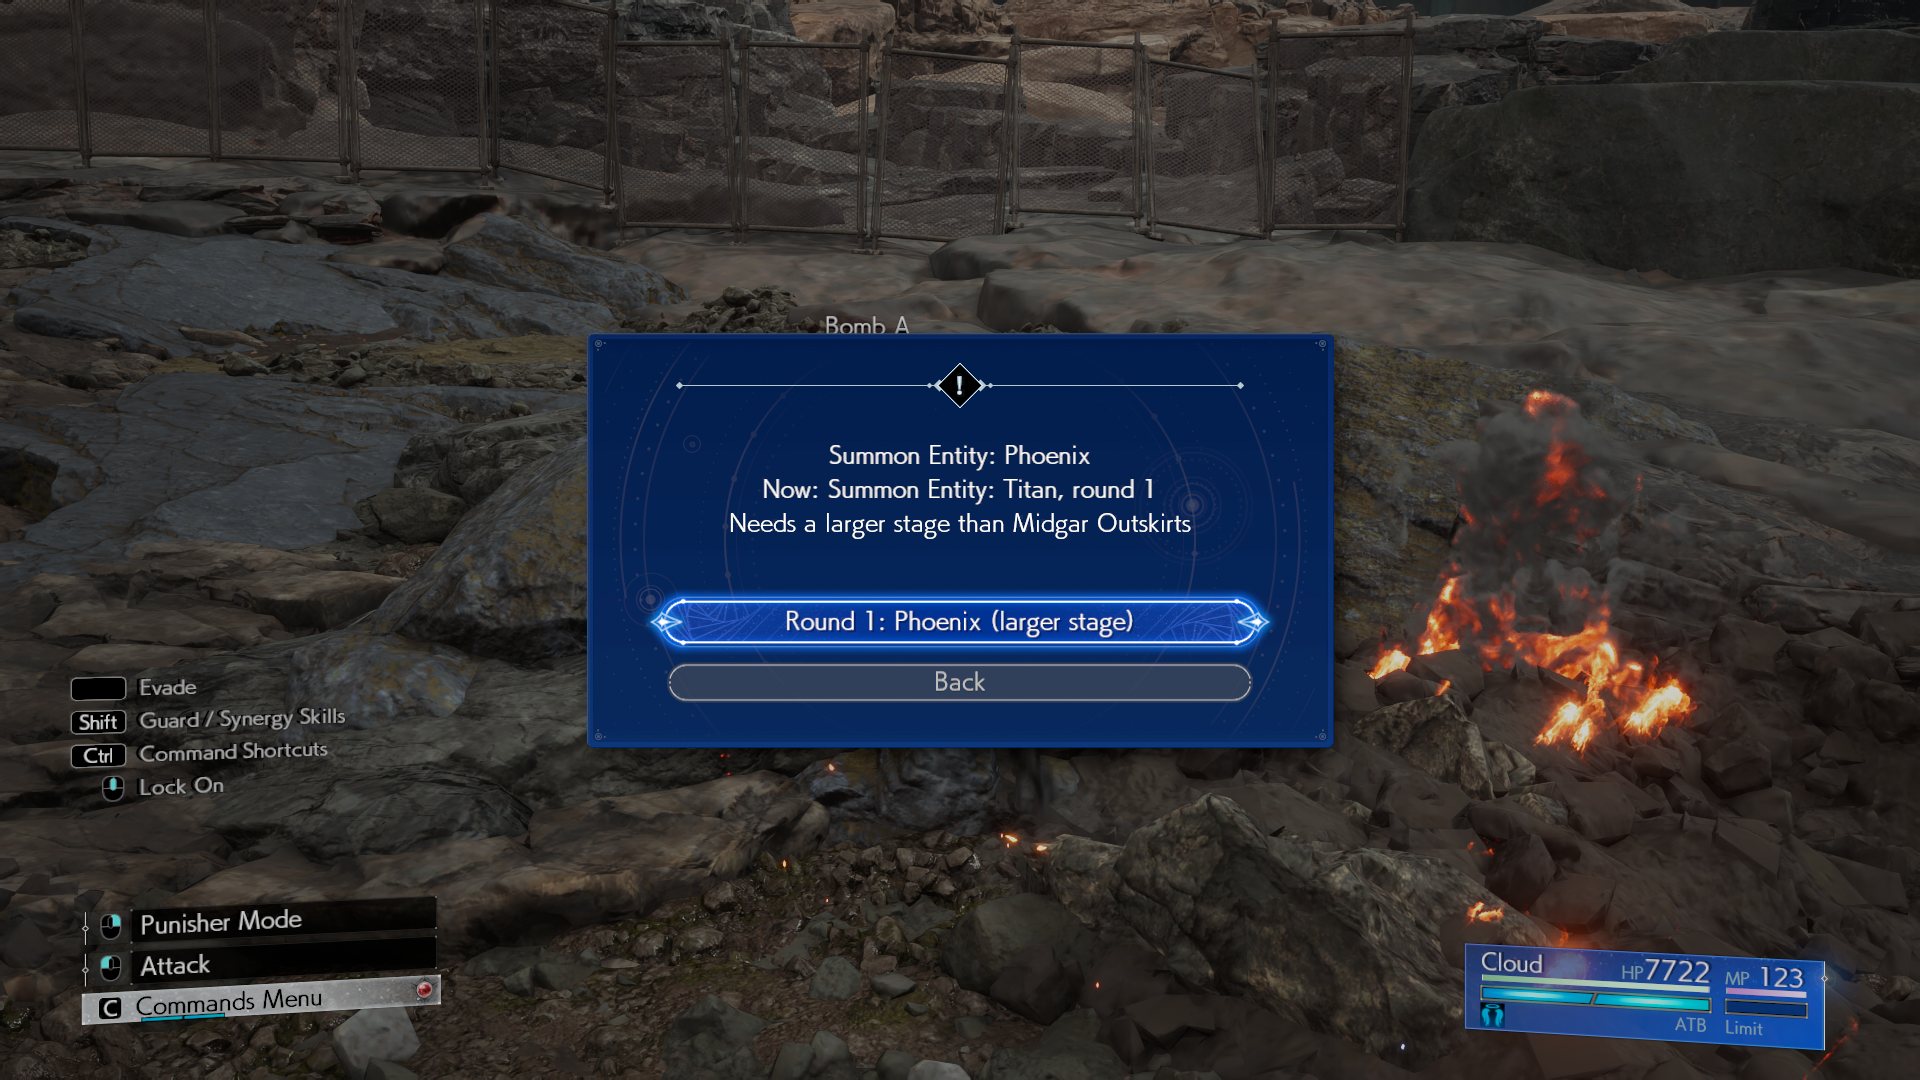 Bomb A
!
Summon Entity: Phoenix
Now: Summon Entity: Titan, round 1
Needs a larger stage than Midgar Outskirts
Round 1: Phoenix (larger stage)
Back
Evade
Shift Guard / Synergy Skills
Ctrl Command Shortcuts
Lock On
Punisher Mode
Attack
C Commands Menu
Cloud HP 7722 MP 123
ATB Limit